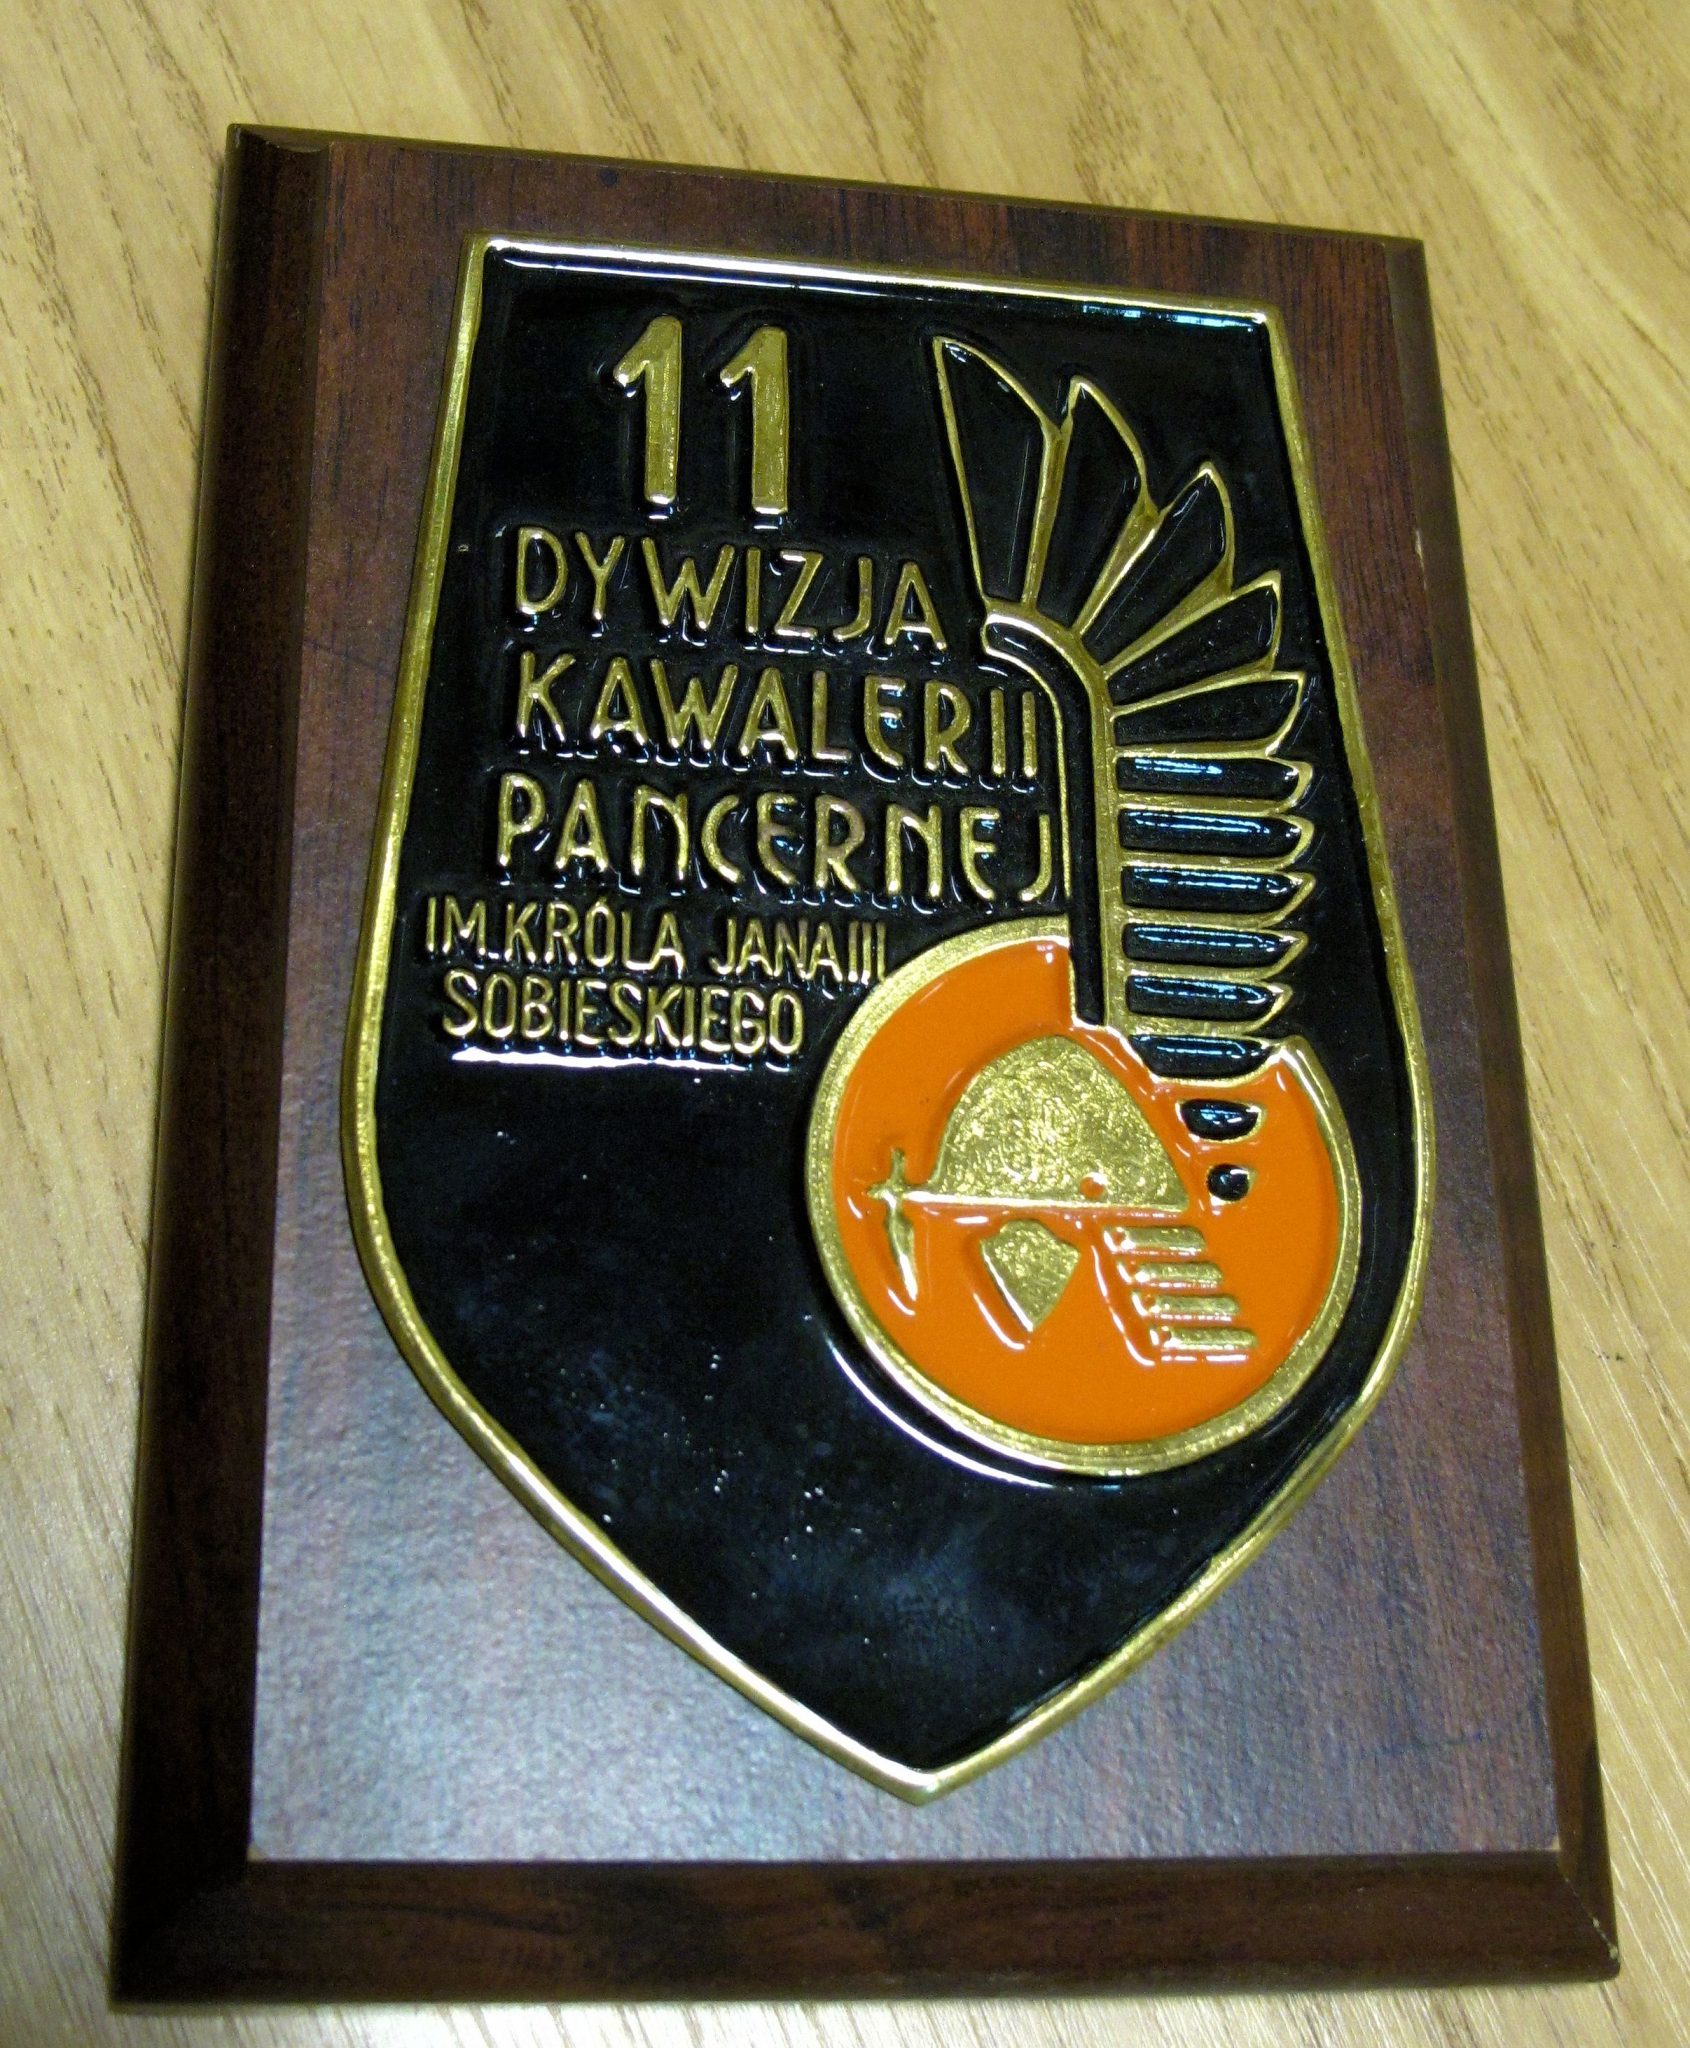 11
DYWIZJA
KAWALERII
PANCERNEJ
IM.KRÓLA JANA III
SOBIESKIEGO